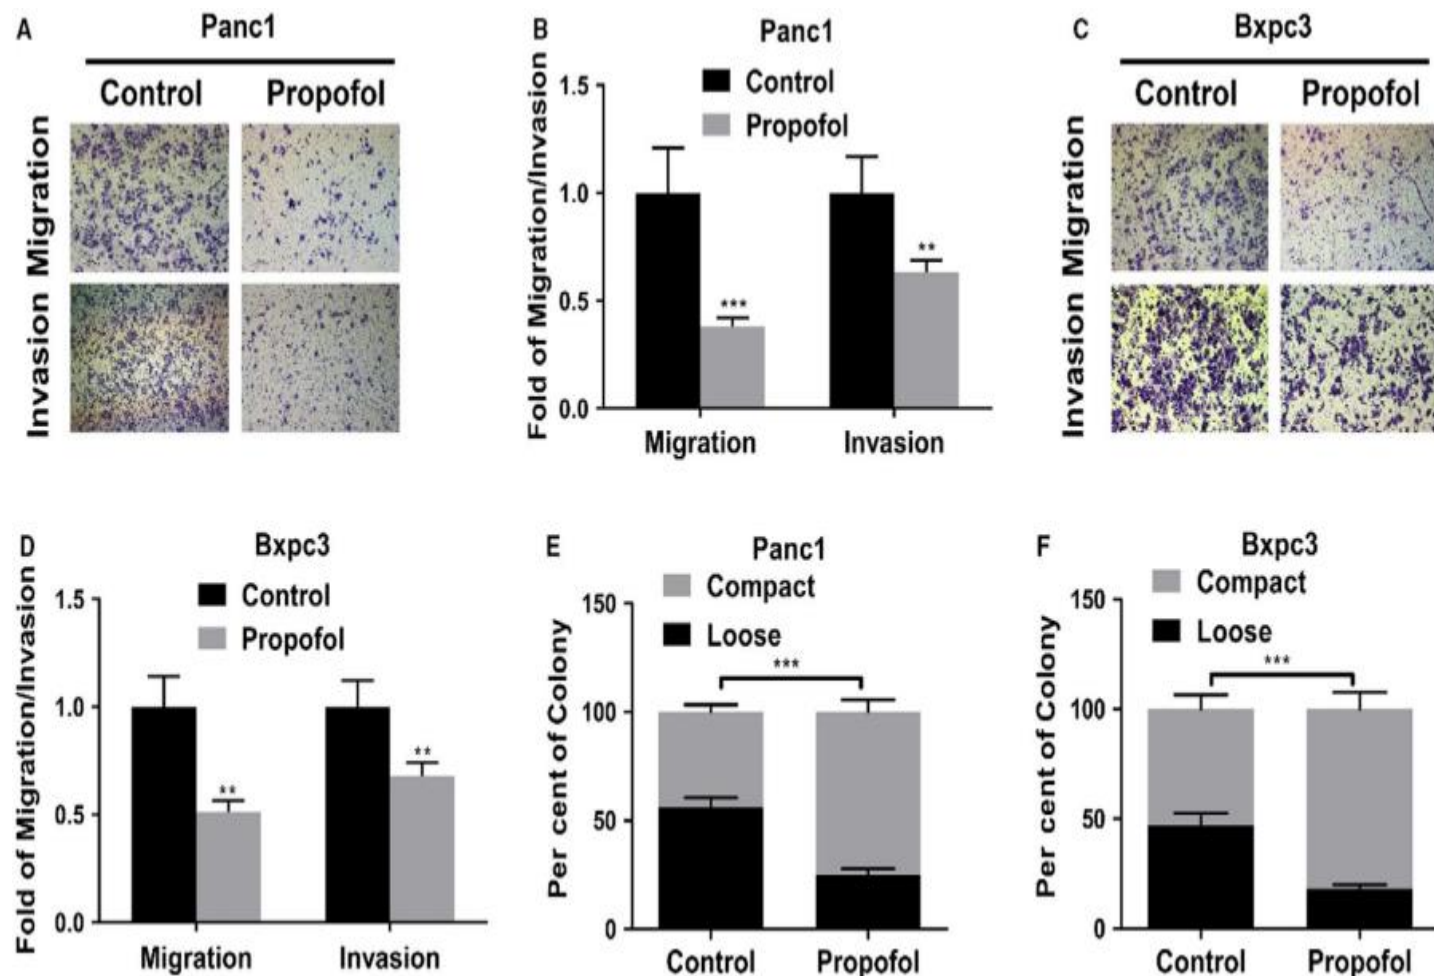 A
Panc1
Control Propofol
Migration
Invasion
B
Panc1
Control
Propofol
Fold of Migration/Invasion
1.5
1.0
0.5
0.0
***
**
Migration Invasion
C
Bxpc3
Control Propofol
Migration
Invasion
D
Bxpc3
Control
Propofol
Fold of Migration/Invasion
1.5
1.0
0.5
0.0
**
**
Migration Invasion
E
Panc1
Compact
Loose
Per cent of Colony
150
100
50
0
***
Control Propofol
F
Bxpc3
Compact
Loose
Per cent of Colony
150
100
50
0
***
Control Propofol